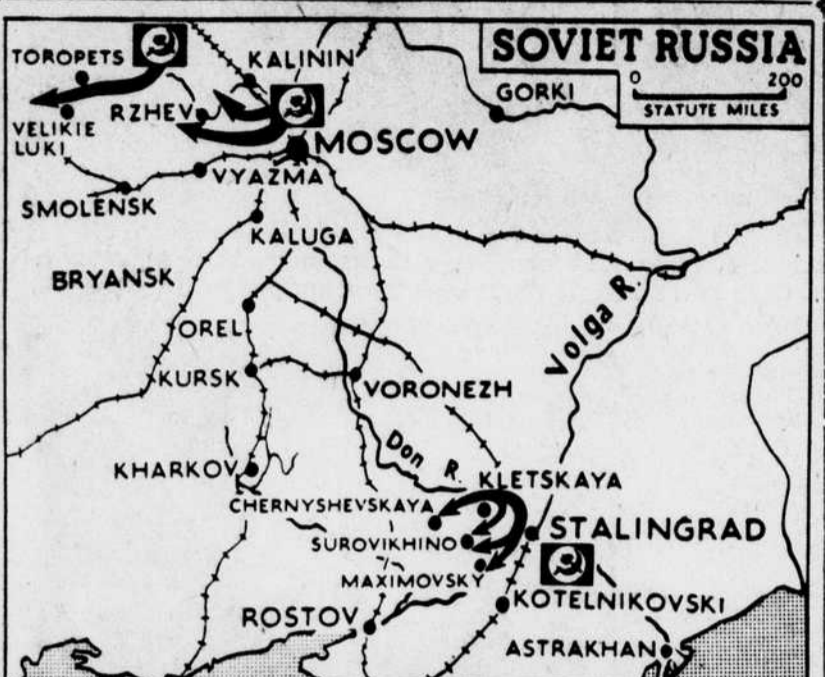 SOVIET RUSSIA
0 200
STATUTE MILES
TOROPETS
KALININ
GORKI
RZHEV
VELIKIE
LUKI
MOSCOW
VYAZMA
SMOLENSK
KALUGA
BRYANSK
Volga R.
OREL
KURSK
VORONEZH
Don R.
KHARKOV
KLETSKAYA
CHERNYSHEVSKAYA
STALINGRAD
SUROVIKHINO
MAXIMOVSKY
KOTELNIKOVSKI
ROSTOV
ASTRAKHAN